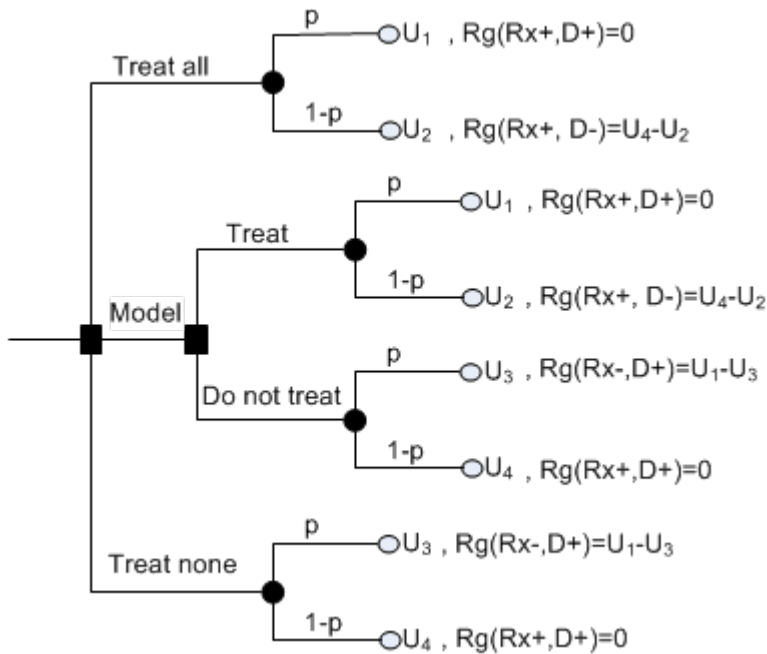 p
U₁ , Rg(Rx+,D+)=0
Treat all
1-p
U₂ , Rg(Rx+, D-)=U₄-U₂
p
U₁ , Rg(Rx+,D+)=0
Treat
1-p
U₂ , Rg(Rx+, D-)=U₄-U₂
Model
p
U₃ , Rg(Rx-,D+)=U₁-U₃
Do not treat
1-p
U₄ , Rg(Rx+,D+)=0
p
U₃ , Rg(Rx-,D+)=U₁-U₃
Treat none
1-p
U₄ , Rg(Rx+,D+)=0